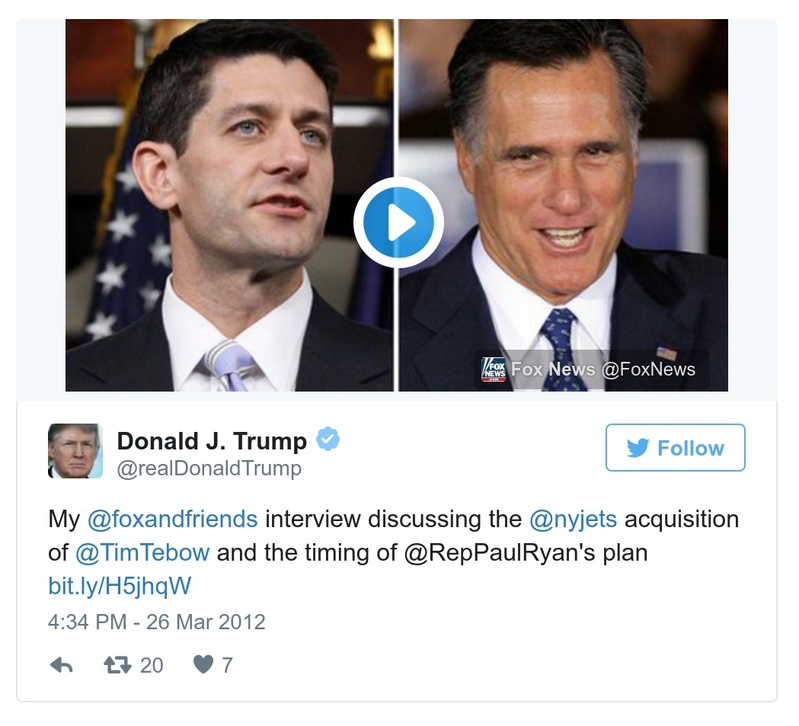 FOX
NEWS
Fox News @FoxNews
Donald J. Trump
@realDonaldTrump
Follow
My @foxandfriends interview discussing the @nyjets acquisition
of @TimTebow and the timing of @RepPaulRyan's plan
bit.ly/H5jhqW
4:34 PM - 26 Mar 2012
20 7